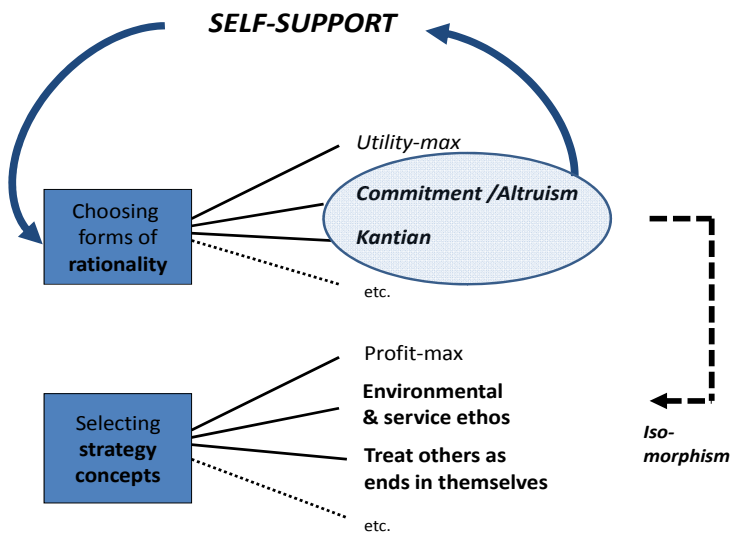 SELF-SUPPORT
Utility-max
Choosing
forms of
rationality
Commitment /Altruism
Kantian
etc.
Profit-max
Selecting
strategy
concepts
Environmental
& service ethos
Treat others as
ends in themselves
etc.
Iso-
morphism